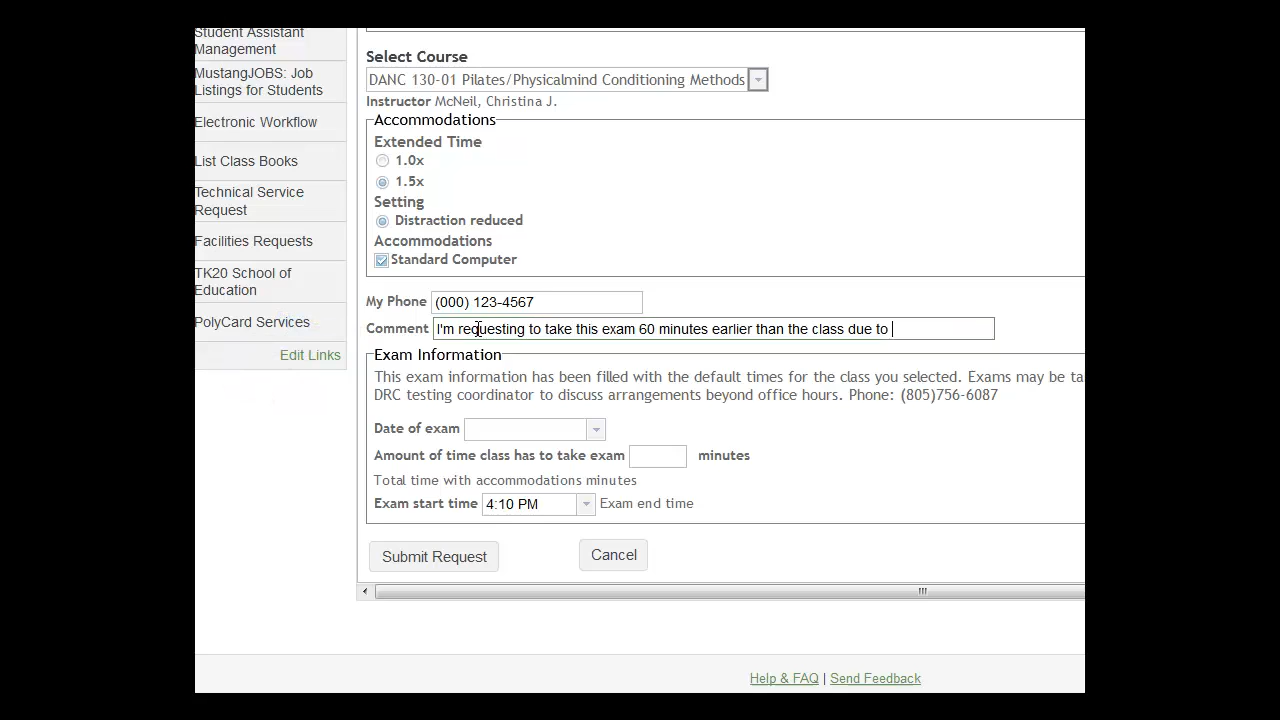 Student Assistant
Management
MustangJOBS: Job
Listings for Students
Electronic Workflow
List Class Books
Technical Service
Request
Facilities Requests
TK20 School of
Education
PolyCard Services
Edit Links
Select Course
DANC 130-01 Pilates/Physicalmind Conditioning Methods
Instructor McNeil, Christina J.
Accommodations
Extended Time
1.0x
1.5x
Setting
Distraction reduced
Accommodations
Standard Computer
My Phone (000) 123-4567
Comment I'm requesting to take this exam 60 minutes earlier than the class due to
Exam Information
This exam information has been filled with the default times for the class you selected. Exams may be ta
DRC testing coordinator to discuss arrangements beyond office hours. Phone: (805)756-6087
Date of exam
Amount of time class has to take exam minutes
Total time with accommodations minutes
Exam start time 4:10 PM Exam end time
Submit Request Cancel
Help & FAQ | Send Feedback